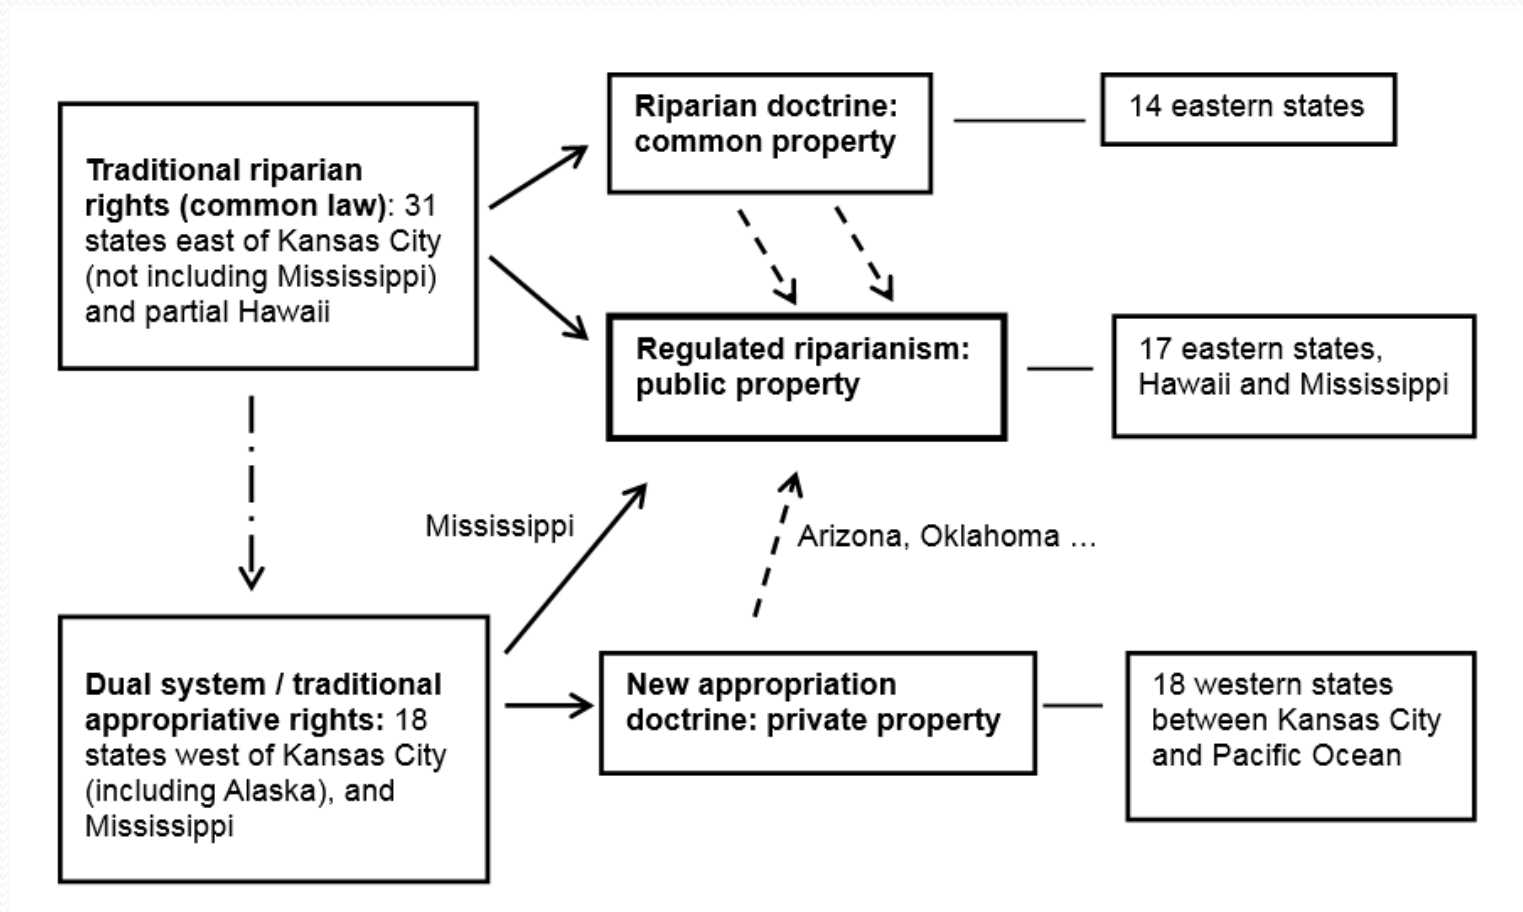 Traditional riparian
rights (common law): 31
states east of Kansas City
(not including Mississippi)
and partial Hawaii
Riparian doctrine:
common property
14 eastern states
Regulated riparianism:
public property
17 eastern states,
Hawaii and Mississippi
Mississippi
Arizona, Oklahoma ...
Dual system / traditional
appropriative rights: 18
states west of Kansas City
(including Alaska), and
Mississippi
New appropriation
doctrine: private property
18 western states
between Kansas City
and Pacific Ocean